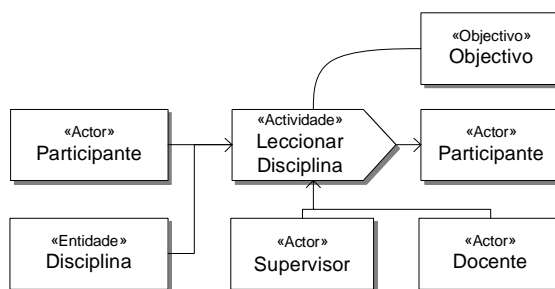 «Objectivo»
Objectivo
«Actor»
Participante
«Actividade»
Leccionar
Disciplina
«Actor»
Participante
«Entidade»
Disciplina
«Actor»
Supervisor
«Actor»
Docente